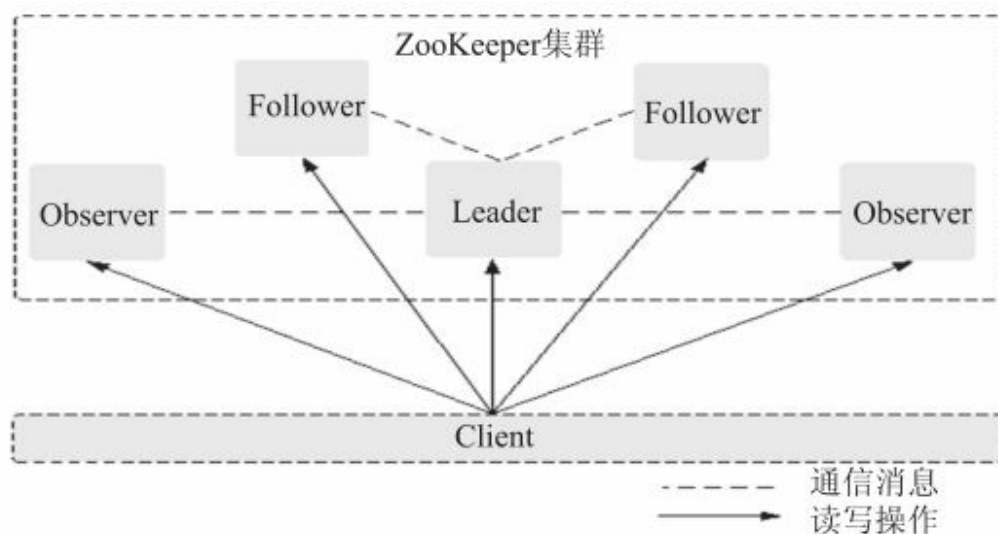 ZooKeeper集群
Follower
Follower
Observer
Leader
Observer
Client
通信消息
读写操作